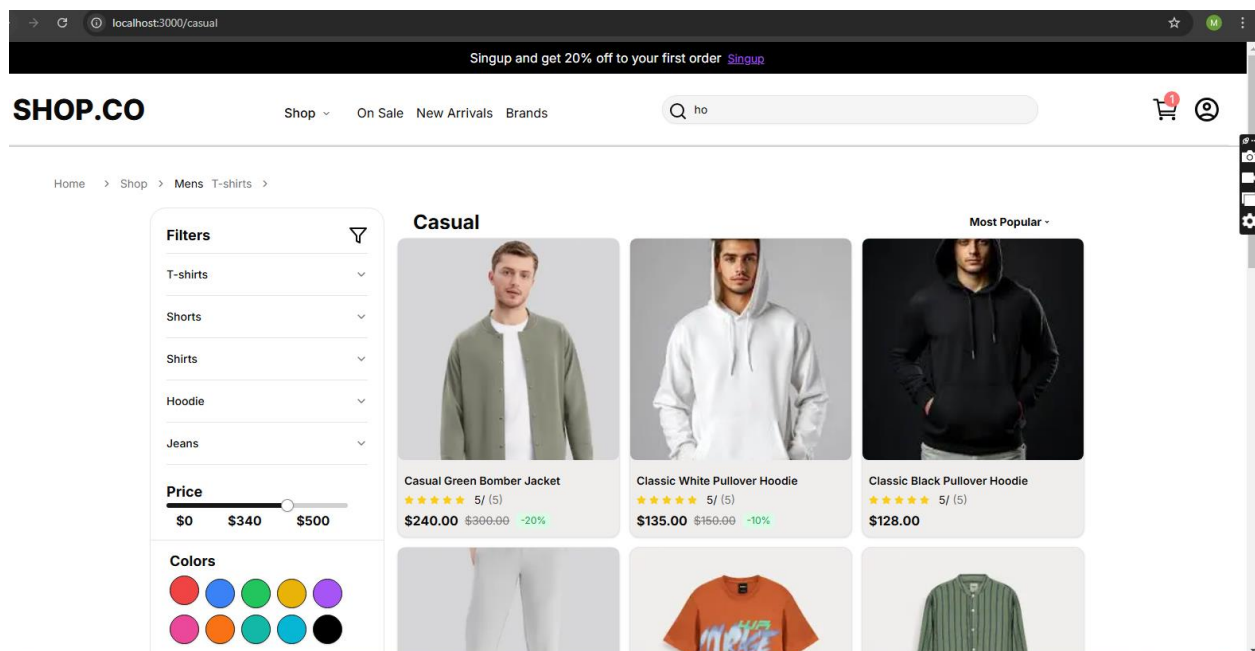 localhost:3000/casual
M
Singup and get 20% off to your first order Singup
SHOP.CO
Shop
On Sale
New Arrivals
Brands
ho
1
Home > Shop > Mens T-shirts >
Filters
T-shirts
Shorts
Shirts
Hoodie
Jeans
Price
$0 $340 $500
Colors
Casual
Most Popular
Casual Green Bomber Jacket
5/ (5)
$240.00 $300.00 -20%
Classic White Pullover Hoodie
5/ (5)
$135.00 $150.00 -10%
Classic Black Pullover Hoodie
5/ (5)
$128.00